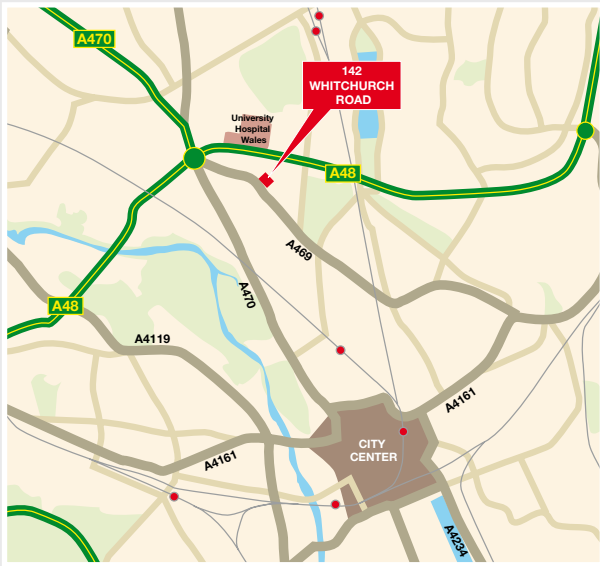 A470
142
WHITCHURCH
ROAD
University
Hospital
Wales
A48
A469
A470
A48
A4119
A4161
A4161
CITY
CENTER
A4234